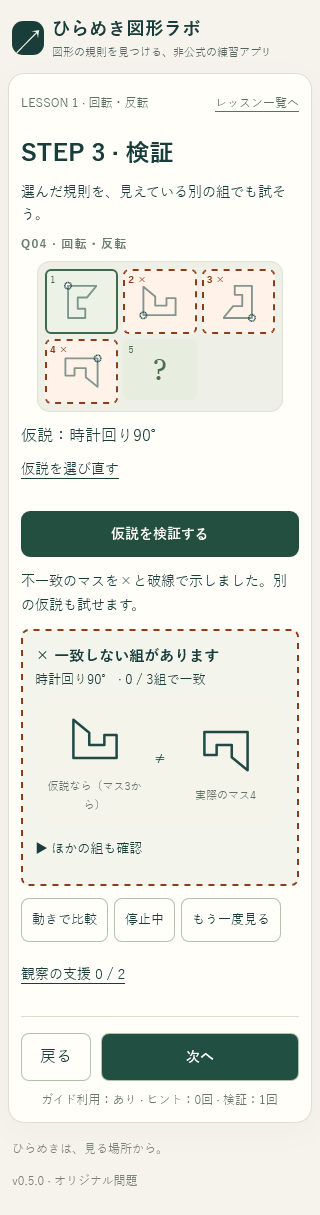 ひらめき図形ラボ
図形の規則を見つける、非公式の練習アプリ
LESSON 1 · 回転・反転
レッスン一覧へ
STEP 3 · 検証
選んだ規則を、見えている別の組でも試そ
う。
Q04 · 回転・反転
1
2 ×
3 ×
4 ×
5
?
仮説：時計回り90°
仮説を選び直す
仮説を検証する
不一致のマスを×と破線で示しました。別
の仮説も試せます。
× 一致しない組があります
時計回り90° · 0 / 3組で一致
≠
仮説なら（マス3か
ら）
実際のマス4
▶ ほかの組も確認
動きで比較
停止中
もう一度見る
観察の支援 0 / 2
戻る
次へ
ガイド利用：あり · ヒント：0回 · 検証：1回
ひらめきは、見る場所から。
v0.5.0 · オリジナル問題